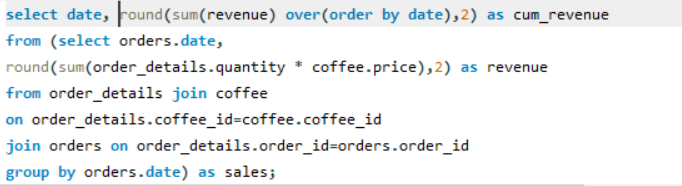 select date, round(sum(revenue) over(order by date),2) as cum_revenue
from (select orders.date,
round(sum(order_details.quantity * coffee.price),2) as revenue
from order_details join coffee
on order_details.coffee_id=coffee.coffee_id
join orders on order_details.order_id=orders.order_id
group by orders.date) as sales;